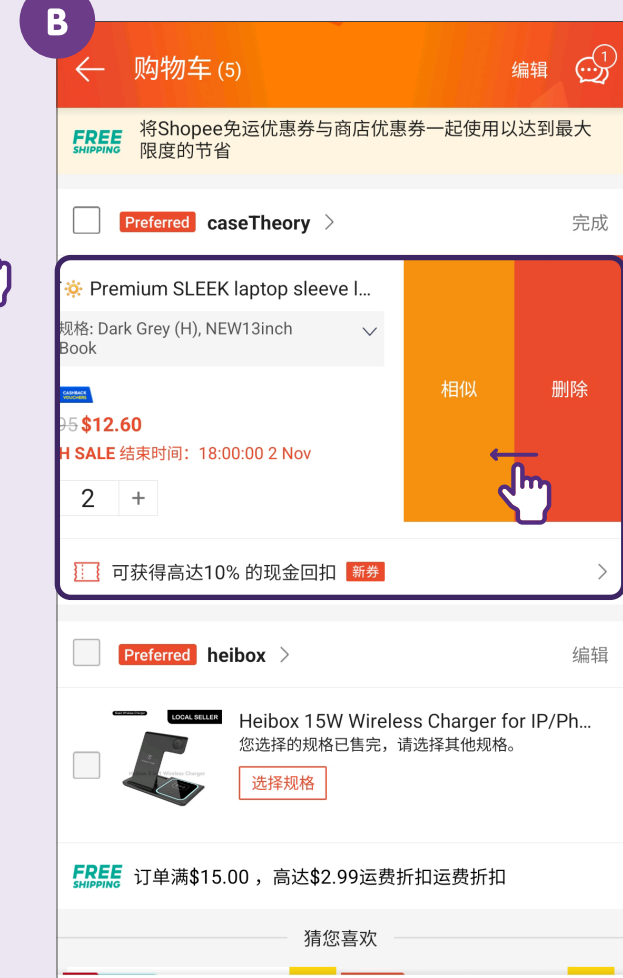 B
购物车 (5)
编辑
1
FREE SHIPPING
将Shopee免运优惠券与商店优惠券一起使用以达到最大
限度的节省
Preferred caseTheory
完成
Premium SLEEK laptop sleeve l...
规格: Dark Grey (H), NEW13inch
Book
相似
删除
CASHBACK
VOUCHERS
95 $12.60
H SALE 结束时间：18:00:00 2 Nov
2 +
可获得高达10% 的现金回扣 新券
Preferred heibox
编辑
LOCAL SELLER
Heibox 15W Wireless Charger for IP/Ph...
您选择的规格已售完，请选择其他规格。
选择规格
FREE SHIPPING
订单满$15.00 ，高达$2.99运费折扣运费折扣
猜您喜欢